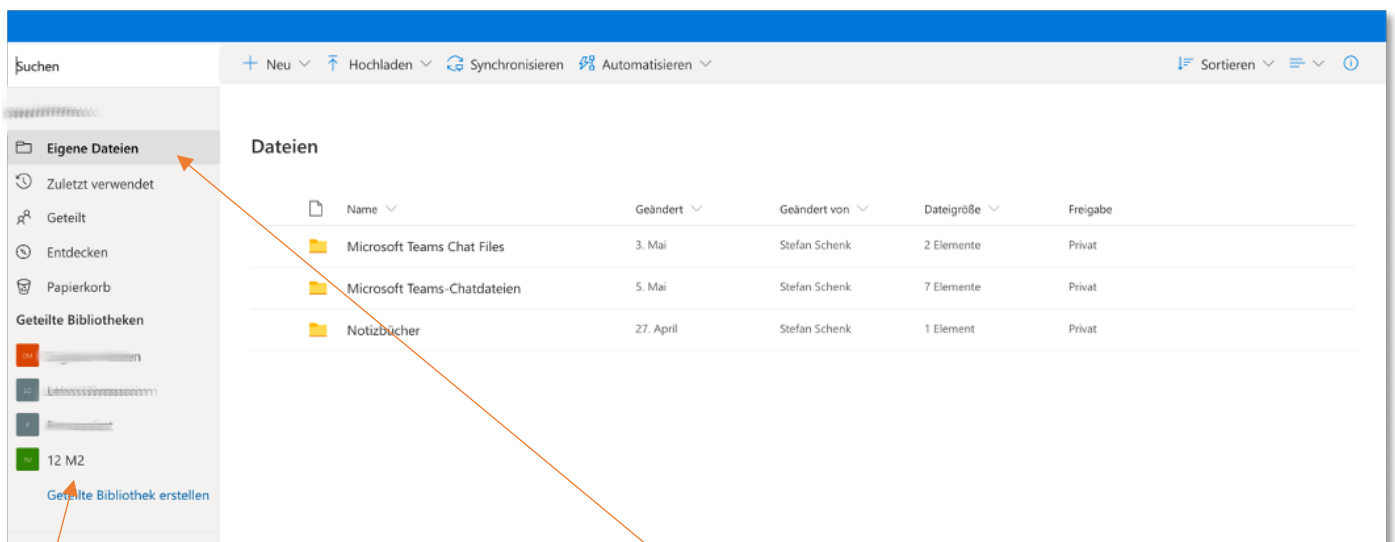 Suchen
Neu Hochladen Synchronisieren Automatisieren Sortieren
Eigene Dateien
Zuletzt verwendet
Geteilt
Entdecken
Papierkorb
Geteilte Bibliotheken
12 M2
Geteilte Bibliothek erstellen
Dateien
Name Geändert Geändert von Dateigröße Freigabe
Microsoft Teams Chat Files 3. Mai Stefan Schenk 2 Elemente Privat
Microsoft Teams-Chatdateien 5. Mai Stefan Schenk 7 Elemente Privat
Notizbücher 27. April Stefan Schenk 1 Element Privat